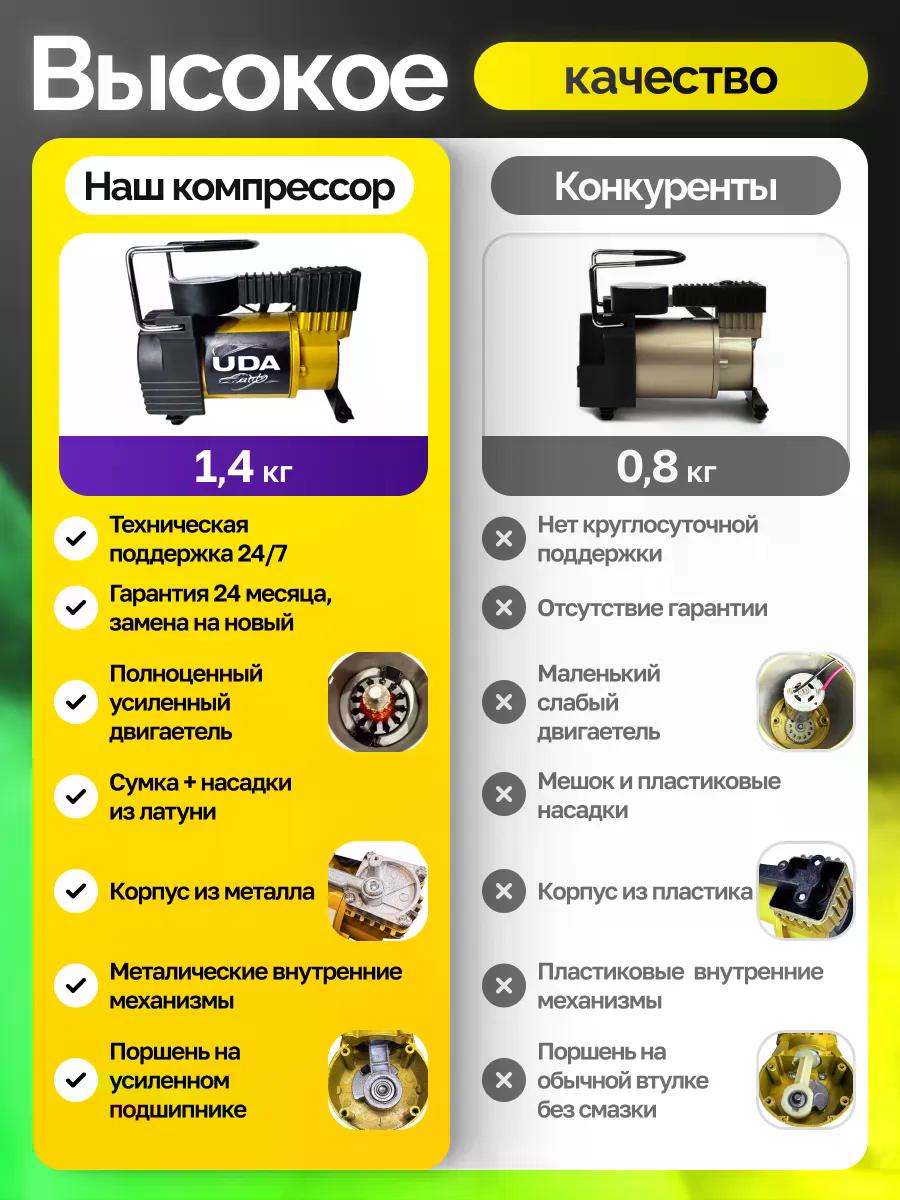 Высокое качество
Наш компрессор
UDA
auto
1,4 кг
Техническая
поддержка 24/7
Гарантия 24 месяца,
замена на новый
Полноценный
усиленный
двигаетель
Сумка + насадки
из латуни
Корпус из металла
Металические внутренние
механизмы
Поршень на
усиленном
подшипнике
Конкуренты
0,8 кг
Нет круглосуточной
поддержки
Отсутствие гарантии
Маленький
слабый
двигаетель
Мешок и пластиковые
насадки
Корпус из пластика
Пластиковые внутренние
механизмы
Поршень на
обычной втулке
без смазки